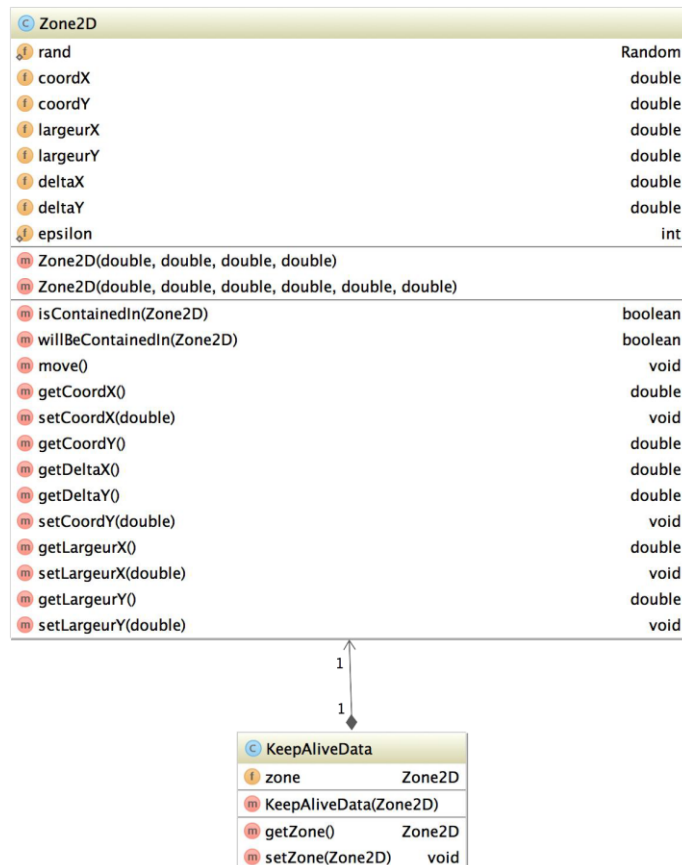 Zone2D
rand Random
coordX double
coordY double
largeurX double
largeurY double
deltaX double
deltaY double
epsilon int
Zone2D(double, double, double, double)
Zone2D(double, double, double, double, double, double)
isContainedIn(Zone2D) boolean
willBeContainedIn(Zone2D) boolean
move() void
getCoordX() double
setCoordX(double) void
getCoordY() double
getDeltaX() double
getDeltaY() double
setCoordY(double) void
getLargeurX() double
setLargeurX(double) void
getLargeurY() double
setLargeurY(double) void
1
1
KeepAliveData
zone Zone2D
KeepAliveData(Zone2D)
getZone() Zone2D
setZone(Zone2D) void